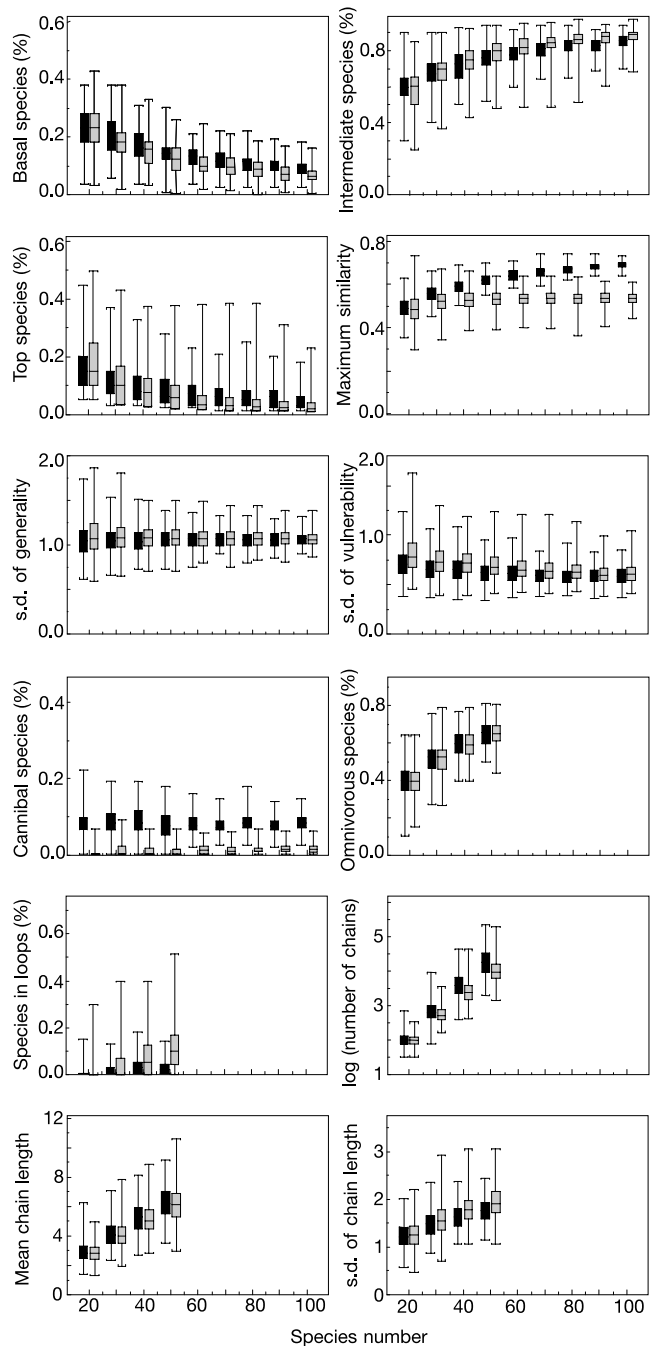 Basal species (%)
0.6
0.4
0.2
0.0
Intermediate species (%)
0.8
0.4
0.0
Top species (%)
0.6
0.4
0.2
0.0
Maximum similarity
0.8
0.4
0.0
s.d. of generality
2.0
1.0
0.0
s.d. of vulnerability
2.0
1.0
0.0
Cannibal species (%)
0.4
0.2
0.0
Omnivorous species (%)
0.8
0.4
0.0
Species in loops (%)
0.6
0.4
0.2
0.0
log (number of chains)
5
3
1
Mean chain length
12
8
4
0
20 40 60 80 100
s.d. of chain length
3
2
1
0
20 40 60 80 100
Species number